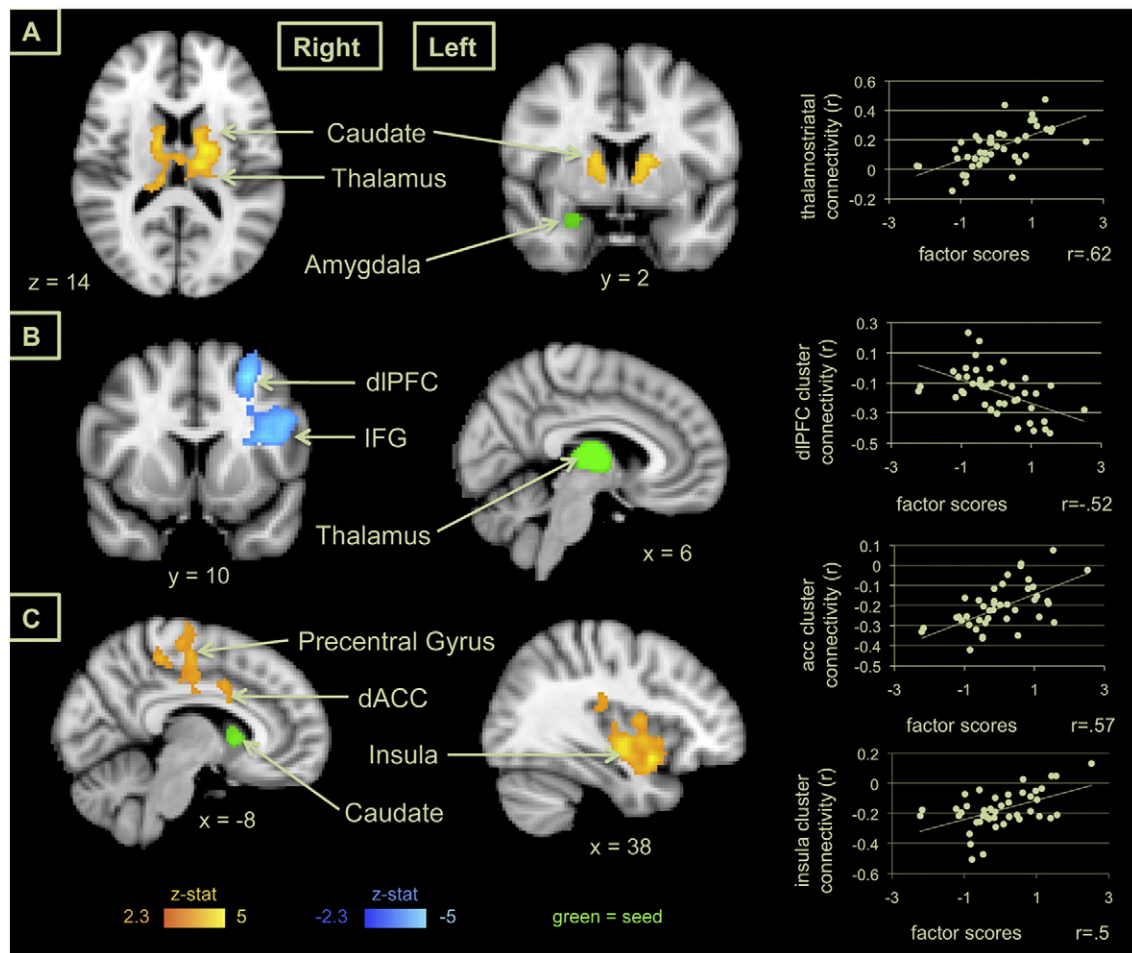 A
Right
Left
Caudate
Thalamus
Amygdala
z = 14
y = 2
0.6
0.4
0.2
0
-0.2
thalamostriatal
connectivity (r)
-3
-1
1
3
factor scores
r=.62
B
dlPFC
IFG
Thalamus
y = 10
x = 6
0.3
0.1
-0.1
-0.3
-0.5
dlPFC cluster
connectivity (r)
-3
-1
1
3
factor scores
r=-.52
C
Precentral Gyrus
dACC
Insula
Caudate
x = -8
x = 38
0.1
0
-0.1
-0.2
-0.3
-0.4
-0.5
acc cluster
connectivity (r)
-3
-1
1
3
factor scores
r=.57
0.2
0
-0.2
-0.4
-0.6
insula cluster
connectivity (r)
-3
-1
1
3
factor scores
r=.5
z-stat
2.3
5
z-stat
-2.3
-5
green = seed